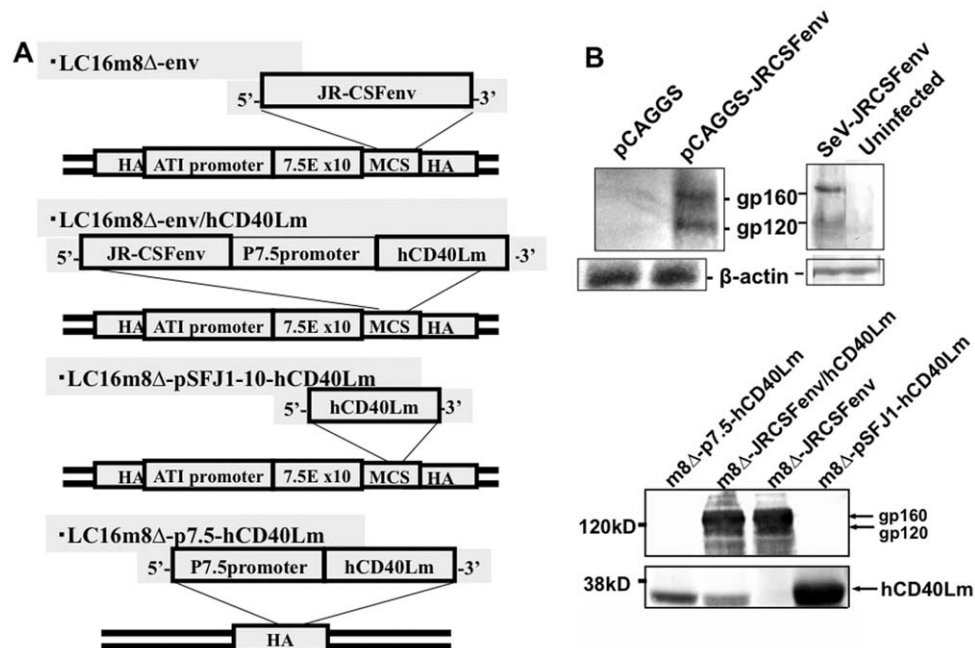 A
·LC16m8Δ-env
5’- JR-CSFenv -3’
HA ATI promoter 7.5E x10 MCS HA
·LC16m8Δ-env/hCD40Lm
5’- JR-CSFenv P7.5promoter hCD40Lm -3’
HA ATI promoter 7.5E x10 MCS HA
·LC16m8Δ-pSFJ1-10-hCD40Lm
5’- hCD40Lm -3’
HA ATI promoter 7.5E x10 MCS HA
·LC16m8Δ-p7.5-hCD40Lm
5’- P7.5promoter hCD40Lm -3’
HA
B
pCAGGS
pCAGGS-JRCSFenv
SeV-JRCSFenv
Uninfected
- gp160 -
- gp120 -
- β-actin -
m8Δ-p7.5-hCD40Lm
m8Δ-JRCSFenv/hCD40Lm
m8Δ-JRCSFenv
m8Δ-pSFJ1-hCD40Lm
120kD
gp160
gp120
38kD
hCD40Lm